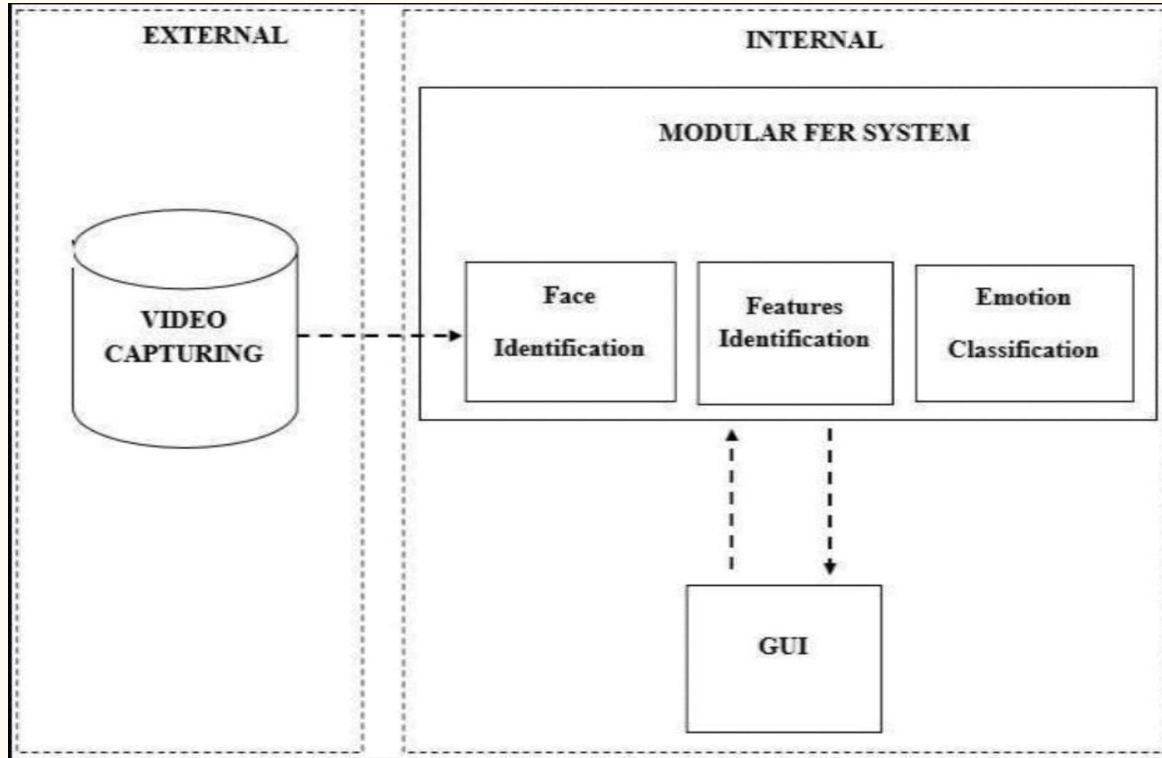 EXTERNAL
INTERNAL
MODULAR FER SYSTEM
VIDEO
CAPTURING
Face
Identification
Features
Identification
Emotion
Classification
GUI